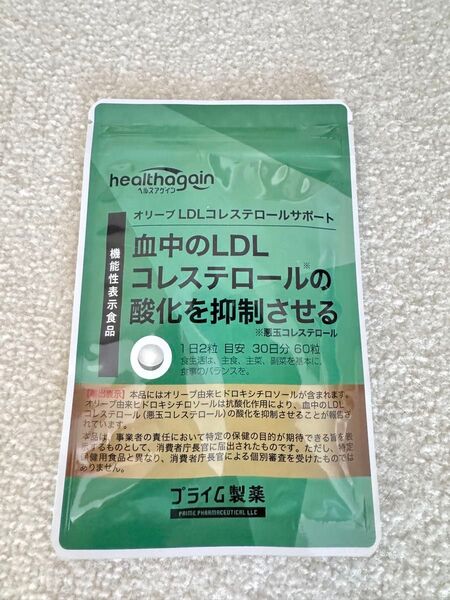 healthagain
ヘルスアゲイン
オリーブ LDLコレステロールサポート
機能性表示食品
血中のLDL
コレステロール※の
酸化を抑制させる
※悪玉コレステロール
1日2粒 目安 30日分 60粒
食生活は、主食、主菜、副菜を基本に、
食事のバランスを。
【届出表示】本品にはオリーブ由来ヒドロキシチロソールが含まれます。
オリーブ由来ヒドロキシチロソールは抗酸化作用により、血中のLDL
コレステロール（悪玉コレステロール）の酸化を抑制させることが報告さ
れています。
本品は、事業者の責任において特定の保健の目的が期待できる旨を表
示するものとして、消費者庁長官に届出されたものです。ただし、特定
保健用食品と異なり、消費者庁長官による個別審査を受けたものでは
ありません。
プライム製薬
PRIME PHARMACEUTICAL LLC